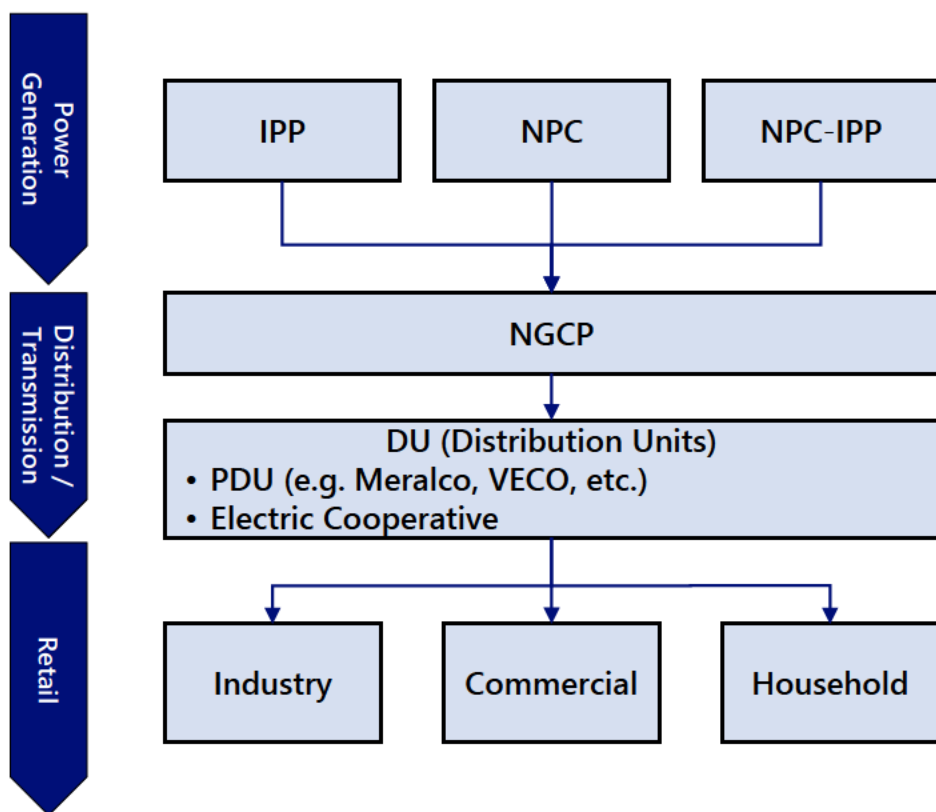 Power
Generation
IPP
NPC
NPC-IPP
Distribution /
Transmission
NGCP
DU (Distribution Units)
• PDU (e.g. Meralco, VECO, etc.)
• Electric Cooperative
Retail
Industry
Commercial
Household